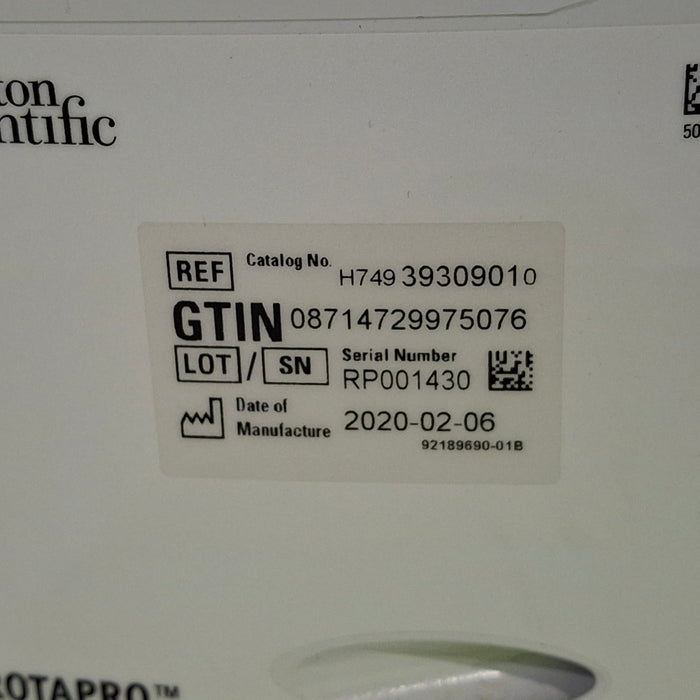 ton
ntific
50
REF Catalog No. H749 39309010
GTIN 08714729975076
LOT / SN Serial Number RP001430
Date of Manufacture 2020-02-06
92189690-01B
ROTAPRO™